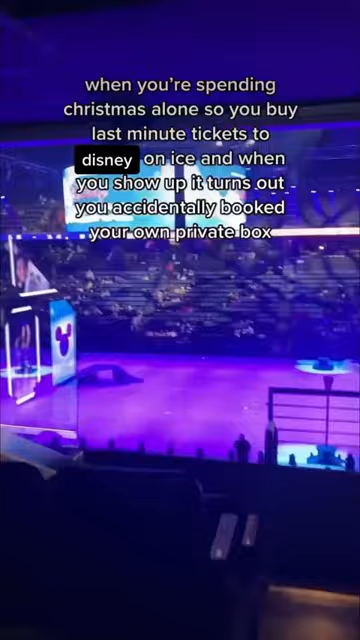 when you're spending
christmas alone so you buy
last minute tickets to
disney on ice and when
you show up it turns out
you accidentally booked
your own private box